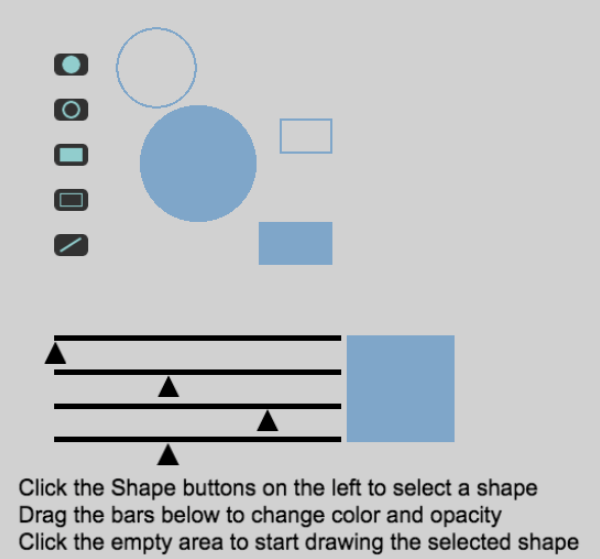 Click the Shape buttons on the left to select a shape
Drag the bars below to change color and opacity
Click the empty area to start drawing the selected shape